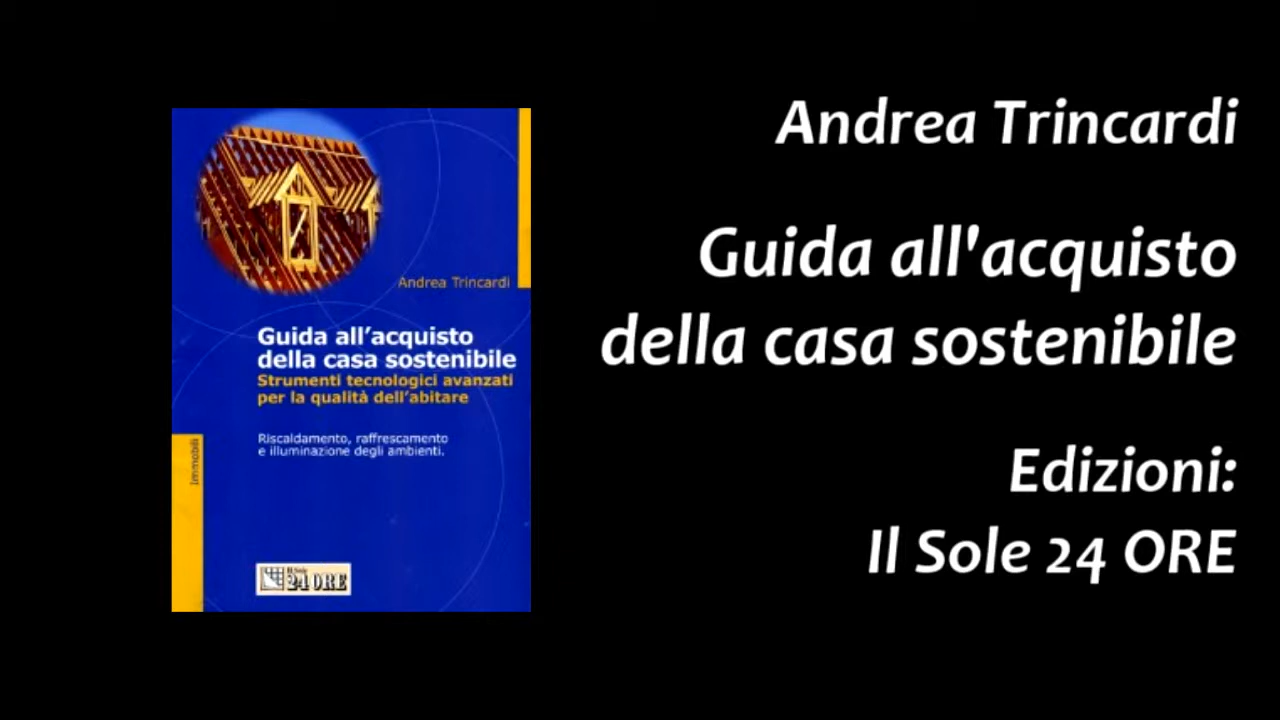 Andrea Trincardi
Guida all'acquisto
della casa sostenibile
Edizioni:
Il Sole 24 ORE
Andrea Trincardi
Guida all’acquisto
della casa sostenibile
Strumenti tecnologici avanzati
per la qualità dell’abitare
Riscaldamento, raffrescamento
e illuminazione degli ambienti.
Immobili
Il Sole
24 ORE